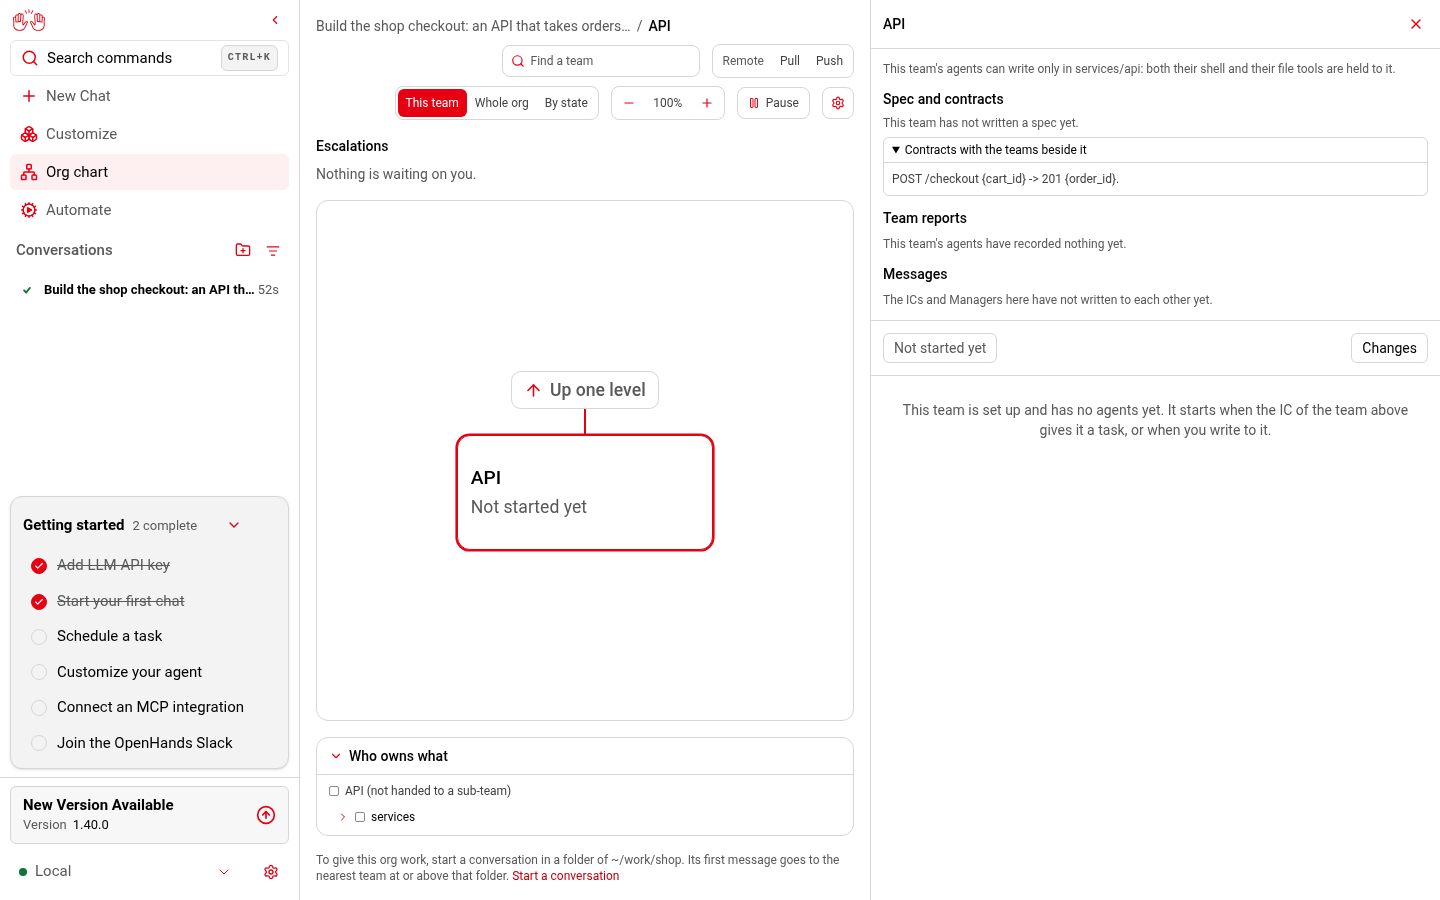 Search commands
CTRL+K
New Chat
Customize
Org chart
Automate
Conversations
Build the shop checkout: an API th... 52s
Getting started 2 complete
Add LLM API key
Start your first chat
Schedule a task
Customize your agent
Connect an MCP integration
Join the OpenHands Slack
New Version Available
Version 1.40.0
Local
Build the shop checkout: an API that takes orders... / API
Find a team
Remote Pull Push
This team Whole org By state
100%
Pause
Escalations
Nothing is waiting on you.
Up one level
API
Not started yet
Who owns what
API (not handed to a sub-team)
services
To give this org work, start a conversation in a folder of ~/work/shop. Its first message goes to the
nearest team at or above that folder. Start a conversation
API
This team's agents can write only in services/api: both their shell and their file tools are held to it.
Spec and contracts
This team has not written a spec yet.
Contracts with the teams beside it
POST /checkout {cart_id} -> 201 {order_id}.
Team reports
This team's agents have recorded nothing yet.
Messages
The ICs and Managers here have not written to each other yet.
Not started yet
Changes
This team is set up and has no agents yet. It starts when the IC of the team above
gives it a task, or when you write to it.